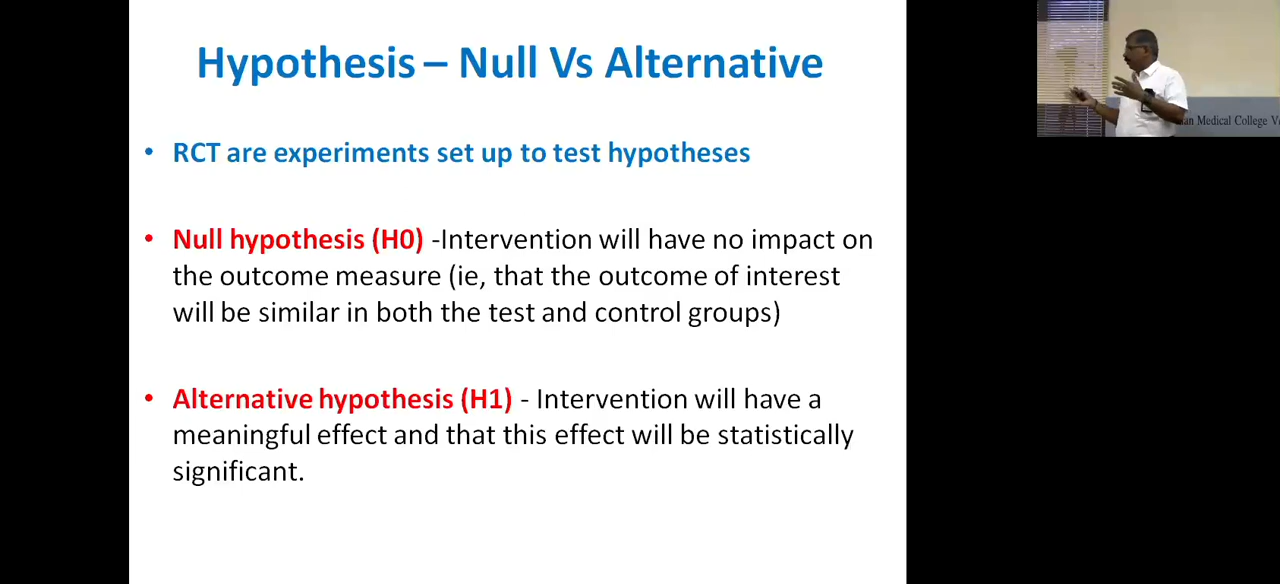 Hypothesis – Null Vs Alternative
• RCT are experiments set up to test hypotheses
• Null hypothesis (H0) -Intervention will have no impact on
the outcome measure (ie, that the outcome of interest
will be similar in both the test and control groups)
• Alternative hypothesis (H1) - Intervention will have a
meaningful effect and that this effect will be statistically
significant.
Medical College